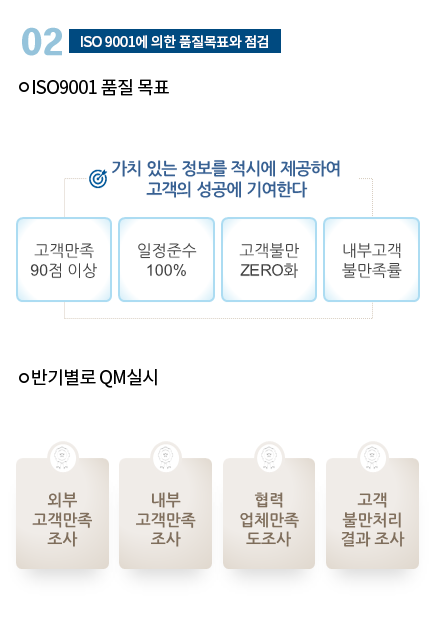 02 ISO 9001에 의한 품질목표와 점검
ISO9001 품질 목표
가치 있는 정보를 적시에 제공하여
고객의 성공에 기여한다
고객만족
90점 이상
일정준수
100%
고객불만
ZERO화
내부고객
불만족률
반기별로 QM실시
외부
고객만족
조사
내부
고객만족
조사
협력
업체만족
도조사
고객
불만처리
결과 조사